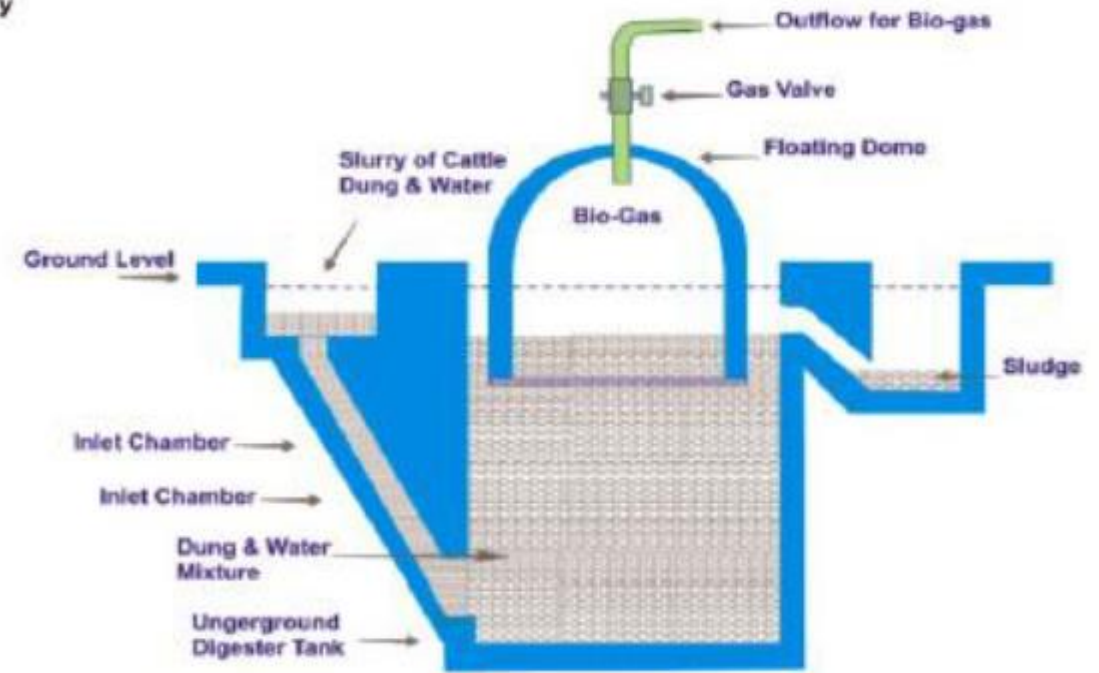 y
Outflow for Bio-gas
Gas Valve
Floating Dome
Slurry of Cattle
Dung & Water
Bio-Gas
Ground Level
Sludge
Inlet Chamber
Inlet Chamber
Dung & Water
Mixture
Ungerground
Digester Tank